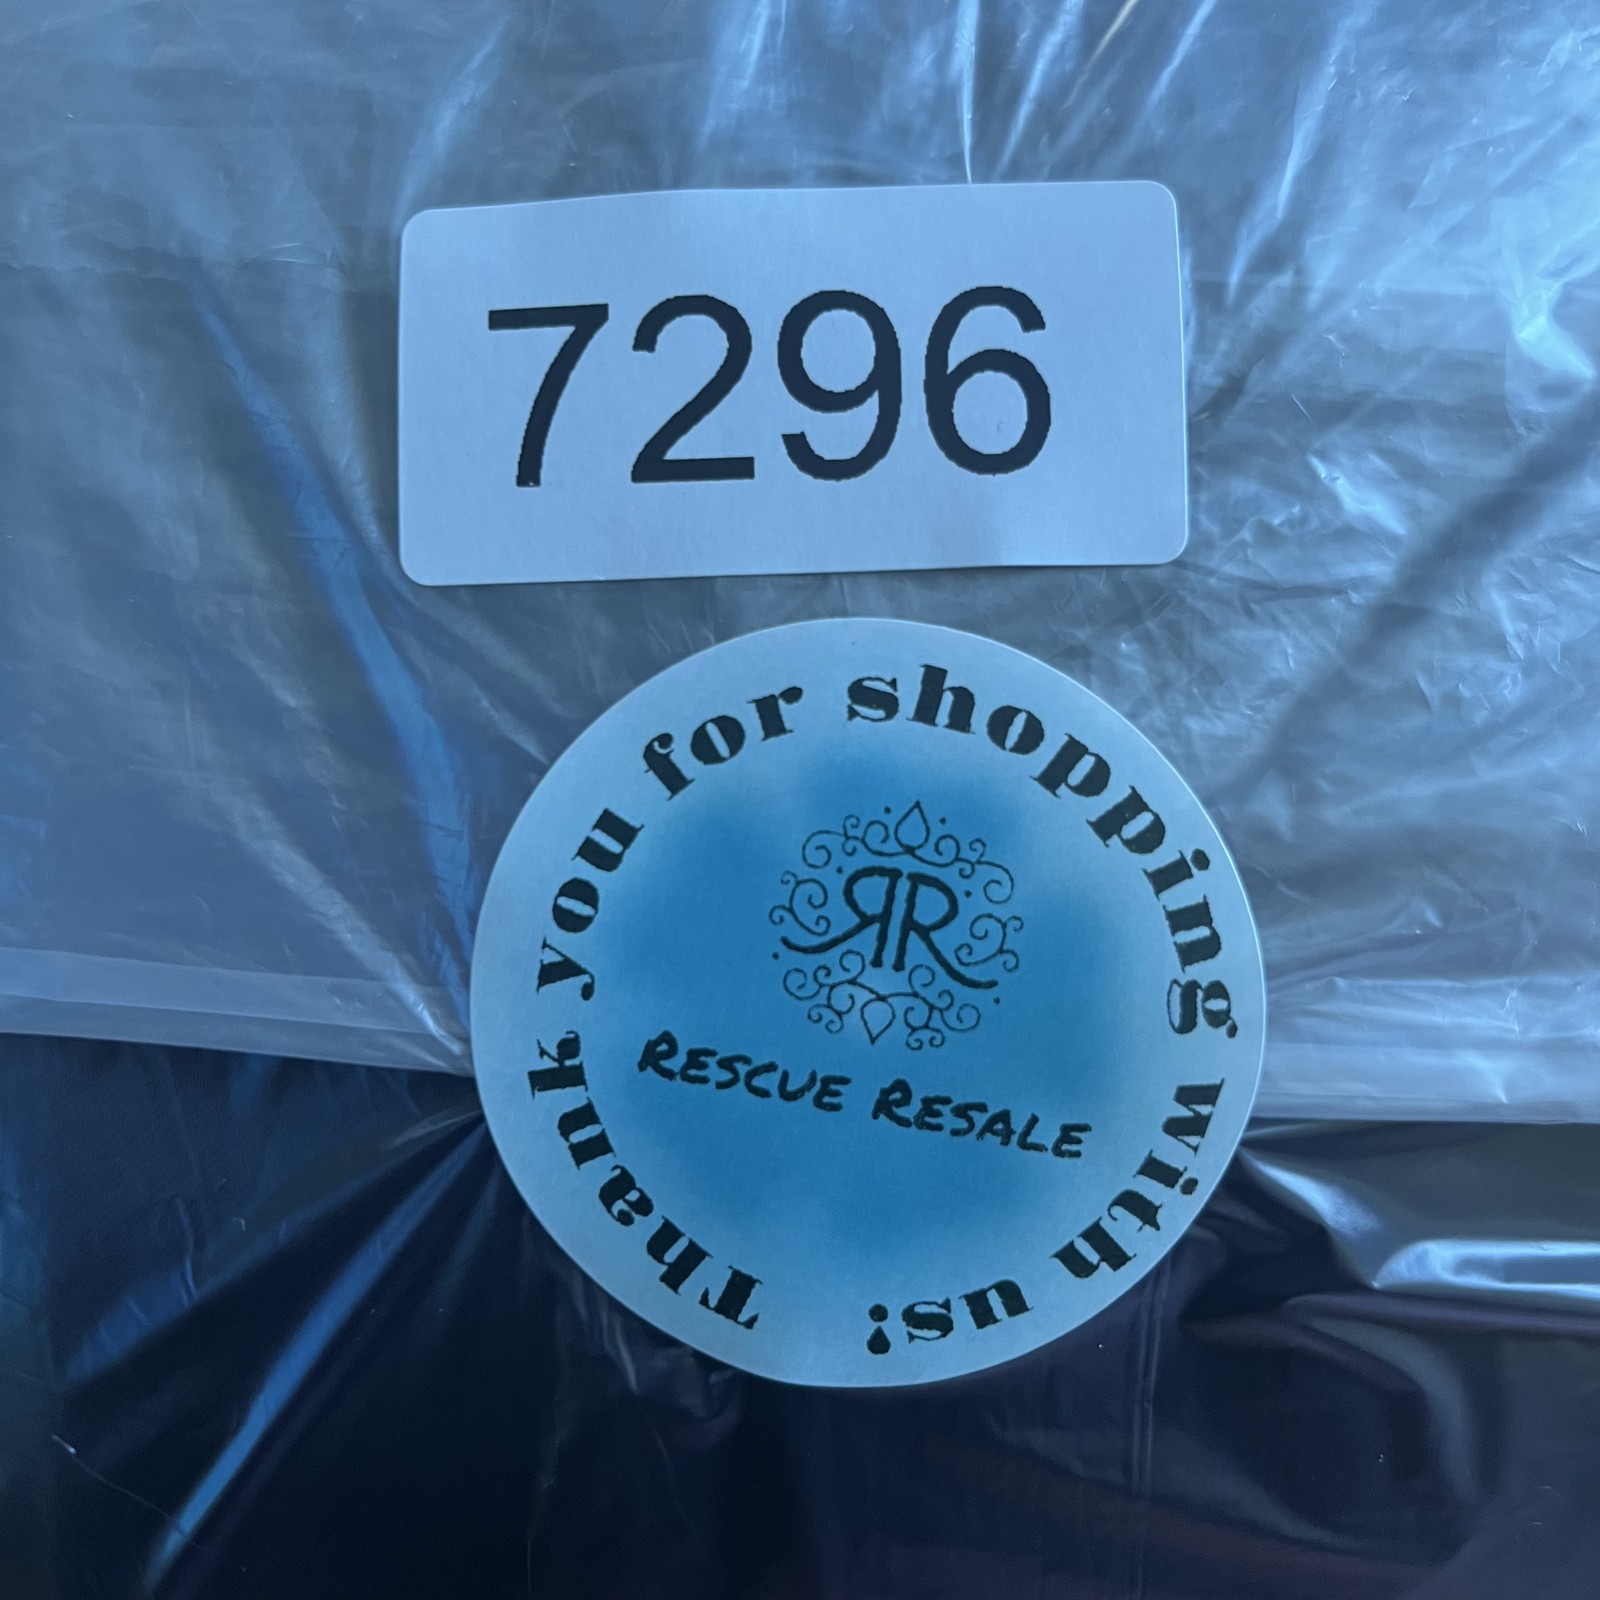 7296
Thank you for shopping with us:
RR
RESCUE RESALE